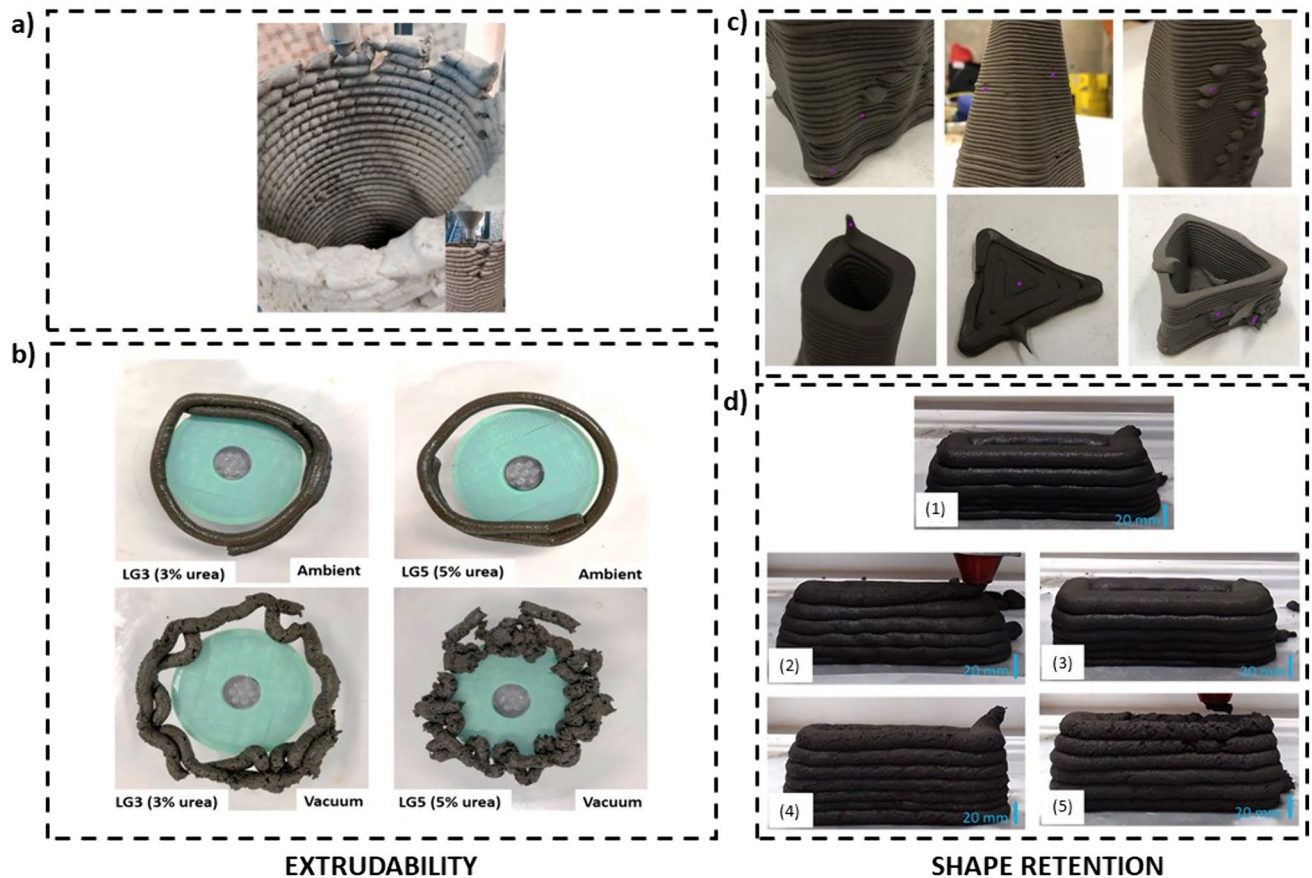 a)
b)
LG3 (3% urea) Ambient
LG5 (5% urea) Ambient
LG3 (3% urea) Vacuum
LG5 (5% urea) Vacuum
EXTRUDABILITY
c)
d)
(1)
20 mm
(2)
20 mm
(3)
20 mm
(4)
20 mm
(5)
20 mm
SHAPE RETENTION